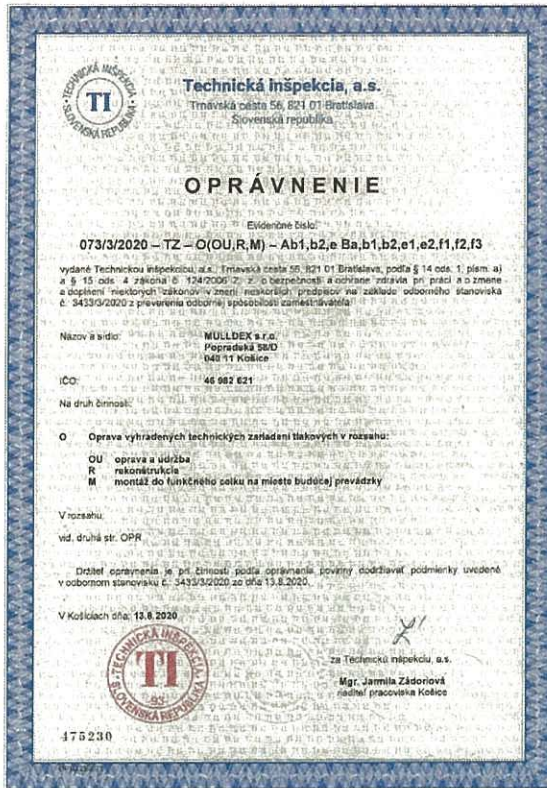 TECHNICKÁ INŠPEKCIA
TI
SLOVENSKÁ REPUBLIKA
Technická inšpekcia, a.s.
Trnavská cesta 56, 821 01 Bratislava
Slovenská republika
OPRÁVNENIE
Evidenčné číslo:
073/3/2020 – TZ – O(OU,R,M) – Ab1,b2,e Ba,b1,b2,e1,e2,f1,f2,f3
vydané Technickou inšpekciou, a.s., Trnavská cesta 56, 821 01 Bratislava, podľa § 14 ods. 1, písm. a)
a § 15 ods. 4 zákona č. 124/2006 Z. z. o bezpečnosti a ochrane zdravia pri práci a o zmene
a doplnení niektorých zákonov v znení neskorších predpisov na základe odborného stanoviska
č. 3433/3/2020 z preverenia odbornej spôsobilosti zamestnávateľa
Názov a sídlo: MULLDEX s.r.o.
Popradská 58/D
040 11 Košice
IČO: 46 982 621
Na druh činnosti:
O Oprava vyhradených technických zariadení tlakových v rozsahu:
OU oprava a údržba
R rekonštrukcia
M montáž do funkčného celku na mieste budúcej prevádzky
V rozsahu:
viď. druhá str. OPR
Držiteľ oprávnenia je pri činnosti podľa oprávnenia povinný dodržiavať podmienky uvedené
v odbornom stanovisku č. 3433/3/2020 zo dňa 13.8.2020.
V Košiciach dňa: 13.8.2020
TECHNICKÁ INŠPEKCIA
TI
93
SLOVENSKÁ REPUBLIKA
za Technickú inšpekciu, a.s.
Mgr. Jarmila Zádoriová
riaditeľ pracoviska Košice
475230